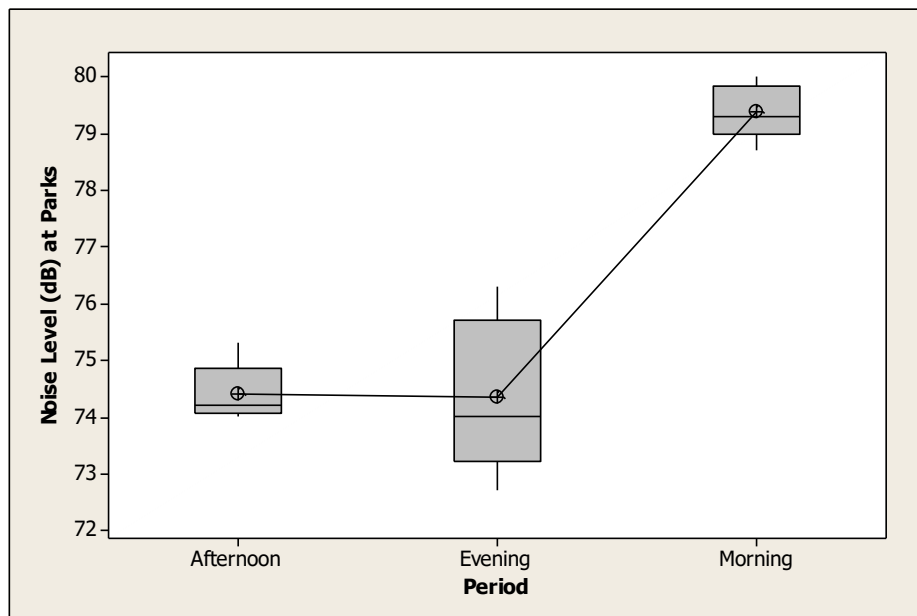 Noise Level (dB) at Parks
80
79
78
77
76
75
74
73
72
Afternoon
Evening
Morning
Period